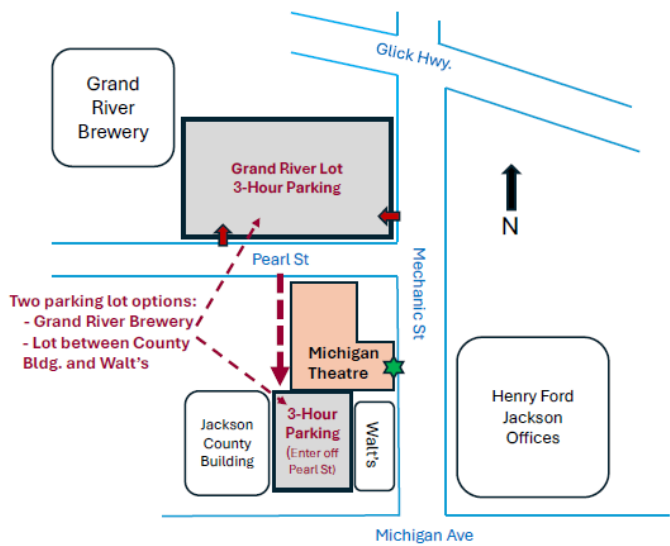 Glick Hwy.
Grand
River
Brewery
Grand River Lot
3-Hour Parking
N
Pearl St
Mechanic St
Two parking lot options:
- Grand River Brewery
- Lot between County
Bldg. and Walt's
Michigan
Theatre
Jackson
County
Building
3-Hour
Parking
(Enter off
Pearl St)
Walt's
Henry Ford
Jackson
Offices
Michigan Ave